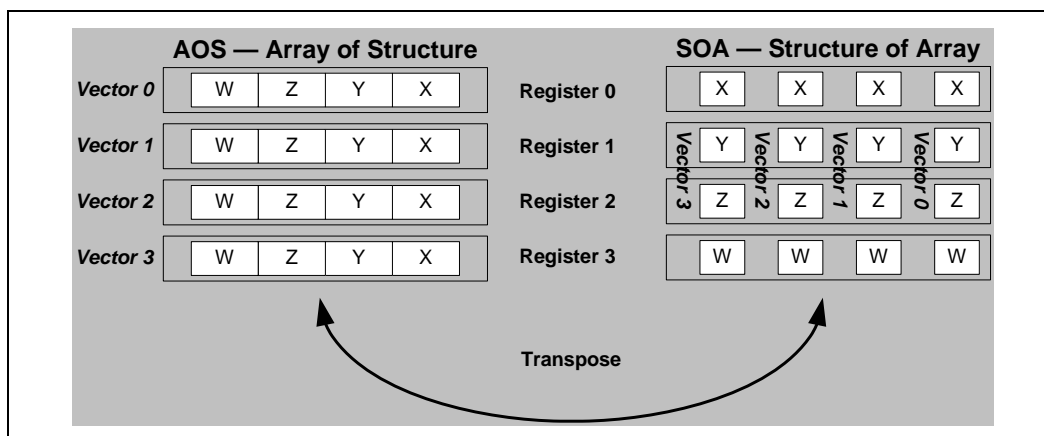 AOS — Array of Structure
SOA — Structure of Array
Vector 0 W Z Y X Register 0 X X X X
Vector 1 W Z Y X Register 1 Y Y Y Y
Vector 2 W Z Y X Register 2 Z Z Z Z
Vector 3 W Z Y X Register 3 W W W W
Vector 3
Vector 2
Vector 1
Vector 0
Transpose